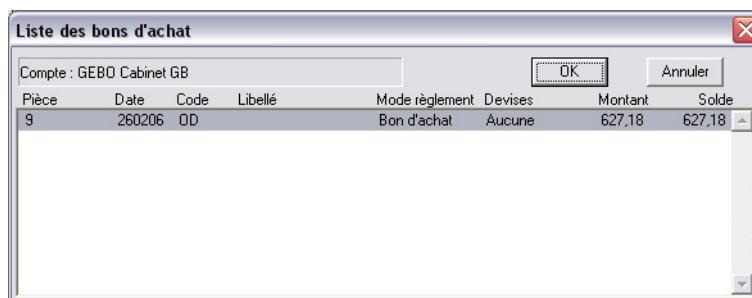 Liste des bons d'achat
Compte : GEBO Cabinet GB OK Annuler
Pièce Date Code Libellé Mode règlement Devises Montant Solde
9 260206 OD Bon d'achat Aucune 627,18 627,18